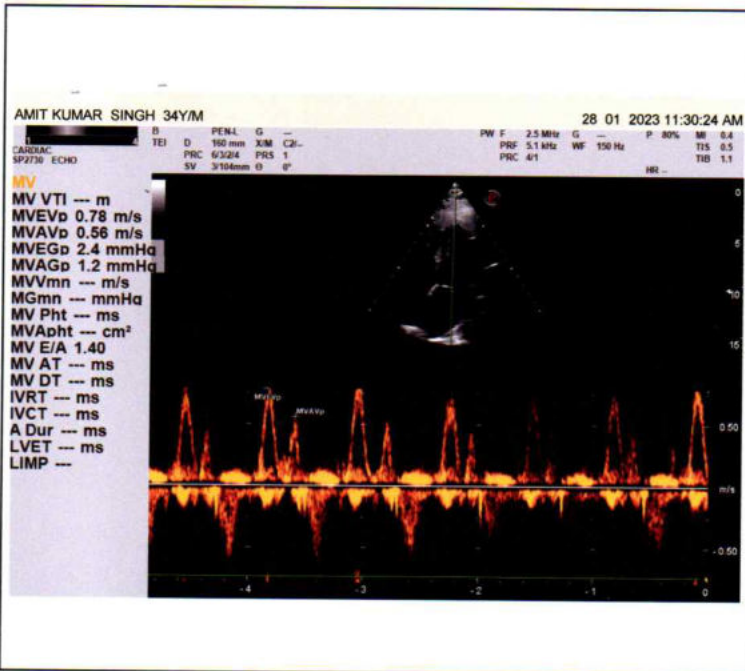 AMIT KUMAR SINGH 34Y/M
28 01 2023 11:30:24 AM
CARDIAC
SP2730 ECHO
B PEN-L G ---
TEI D 160 mm X/M C2/--
PRC 6/3/2/4 PRS 1
SV 3/104mm Θ 0°
PW F 2.5 MHz G --- P 80% MI 0.4
PRF 5.1 kHz WF 150 Hz TIS 0.5
PRC 4/1 TIB 1.1
HR --
MV
MV VTI --- m
MVEVp 0.78 m/s
MVAVp 0.56 m/s
MVEGp 2.4 mmHg
MVAGp 1.2 mmHg
MVVmn --- m/s
MGmn --- mmHg
MV Pht --- ms
MVApht --- cm²
MV E/A 1.40
MV AT --- ms
MV DT --- ms
IVRT --- ms
IVCT --- ms
A Dur --- ms
LVET --- ms
LIMP ---
0
5
10
15
MVEVp
MVAVp
0.50
m/s
-0.50
-4 -3 -2 -1 0